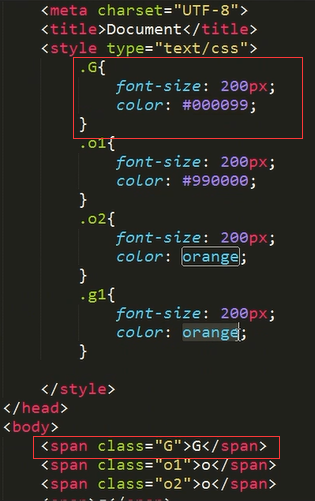 <meta charset="UTF-8">
<title>Document</title>
<style type="text/css">
.G{
font-size: 200px;
color: #000099;
}
.o1{
font-size: 200px;
color: #990000;
}
.o2{
font-size: 200px;
color: orange;
}
.g1{
font-size: 200px;
color: orange;
}
</style>
</head>
<body>
<span class="G">G</span>
<span class="o1">o</span>
<span class="o2">o</span>